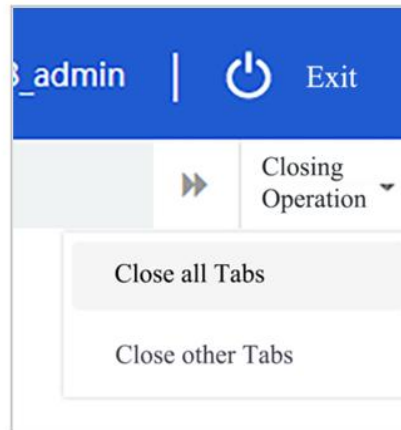 _admin | Exit
Closing
Operation
Close all Tabs
Close other Tabs